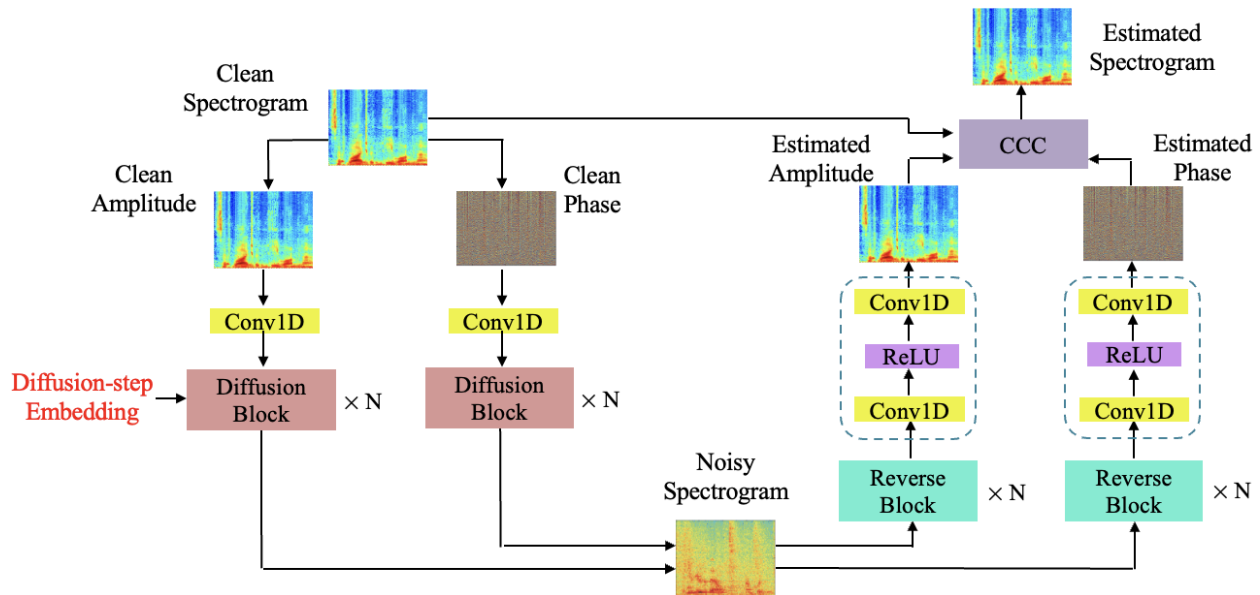 Clean
Spectrogram
Clean
Amplitude
Clean
Phase
Conv1D
Conv1D
Diffusion-step
Embedding
Diffusion
Block
× N
Diffusion
Block
× N
Noisy
Spectrogram
Estimated
Spectrogram
CCC
Estimated
Amplitude
Estimated
Phase
Conv1D
ReLU
Conv1D
Reverse
Block
× N
Conv1D
ReLU
Conv1D
Reverse
Block
× N